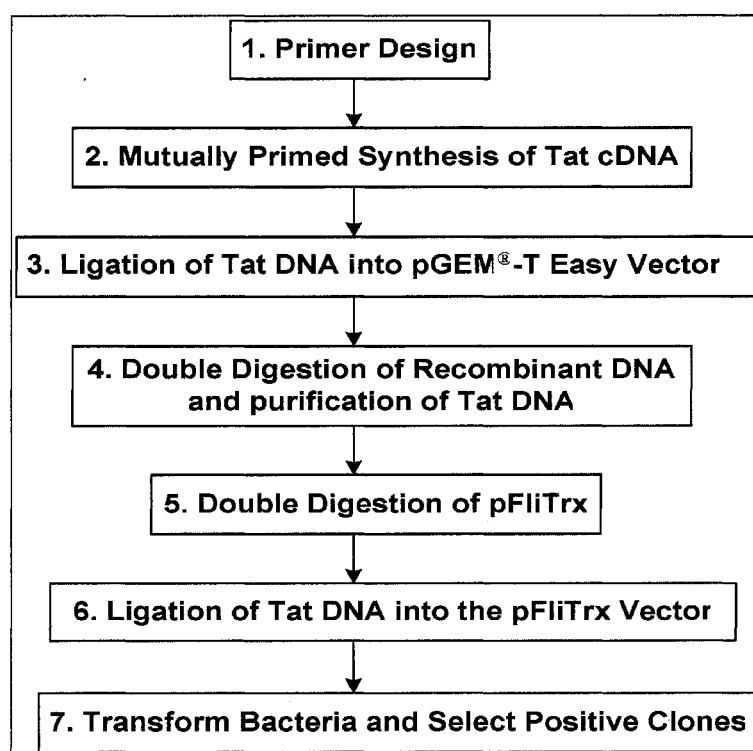 1. Primer Design
2. Mutually Primed Synthesis of Tat cDNA
3. Ligation of Tat DNA into pGEM®-T Easy Vector
4. Double Digestion of Recombinant DNA
and purification of Tat DNA
5. Double Digestion of pFliTrx
6. Ligation of Tat DNA into the pFliTrx Vector
7. Transform Bacteria and Select Positive Clones